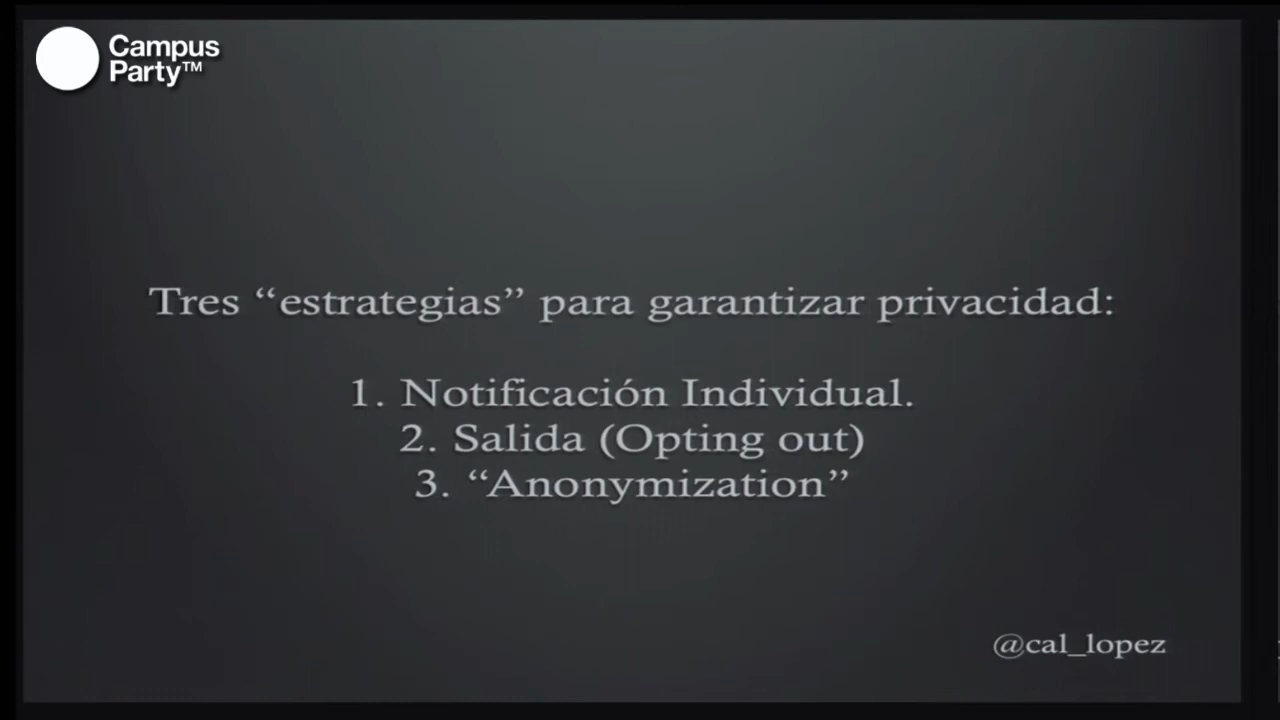 Campus
Party™
Tres “estrategias” para garantizar privacidad:
1. Notificación Individual.
2. Salida (Opting out)
3. “Anonymization”
@cal_lopez